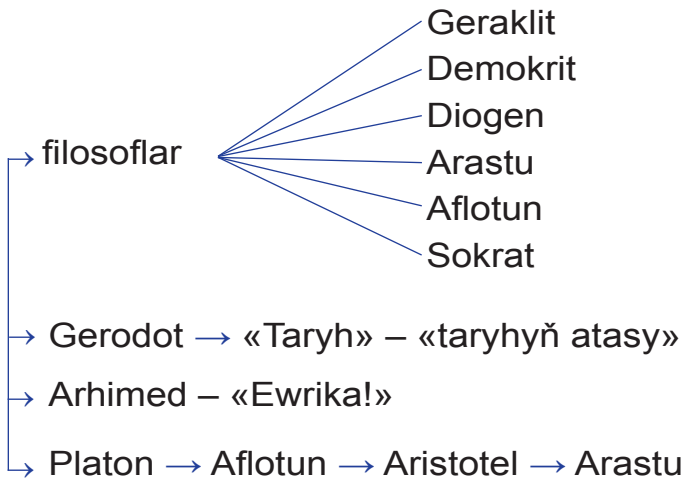 Geraklit
Demokrit
Diogen
filosoflar
Arastu
Aflotun
Sokrat
Gerodot → «Taryh» – «taryhyň atasy»
Arhimed – «Ewrika!»
Platon → Aflotun → Aristotel → Arastu